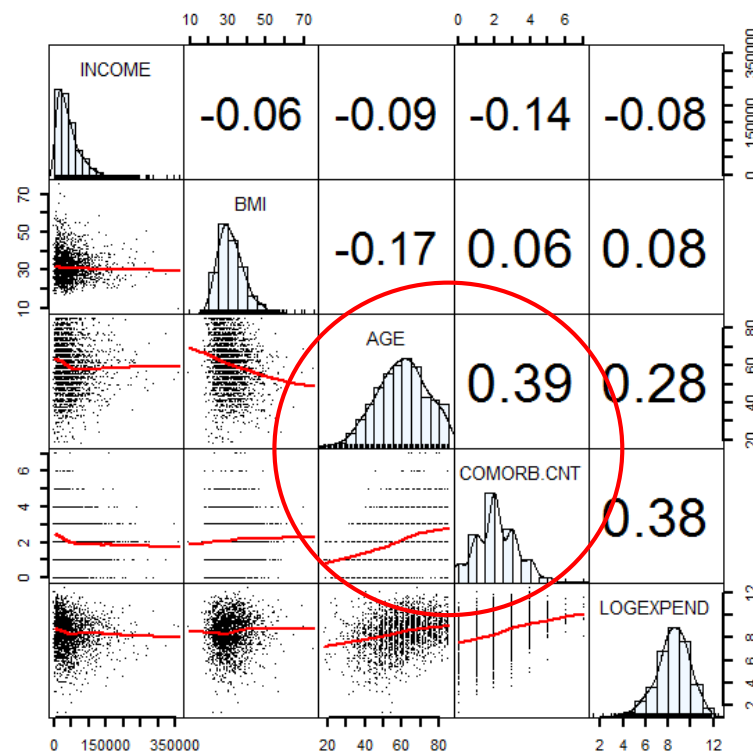 10 30 50 70
0 2 4 6
INCOME
-0.06
-0.09
-0.14
-0.08
0 150000 350000
10 30 50 70
BMI
-0.17
0.06
0.08
AGE
0.39
0.28
20 40 60 80
0 2 4 6
COMORB.CNT
0.38
LOGEXPEND
2 4 6 8 12
0 150000 350000
20 40 60 80
2 4 6 8 12